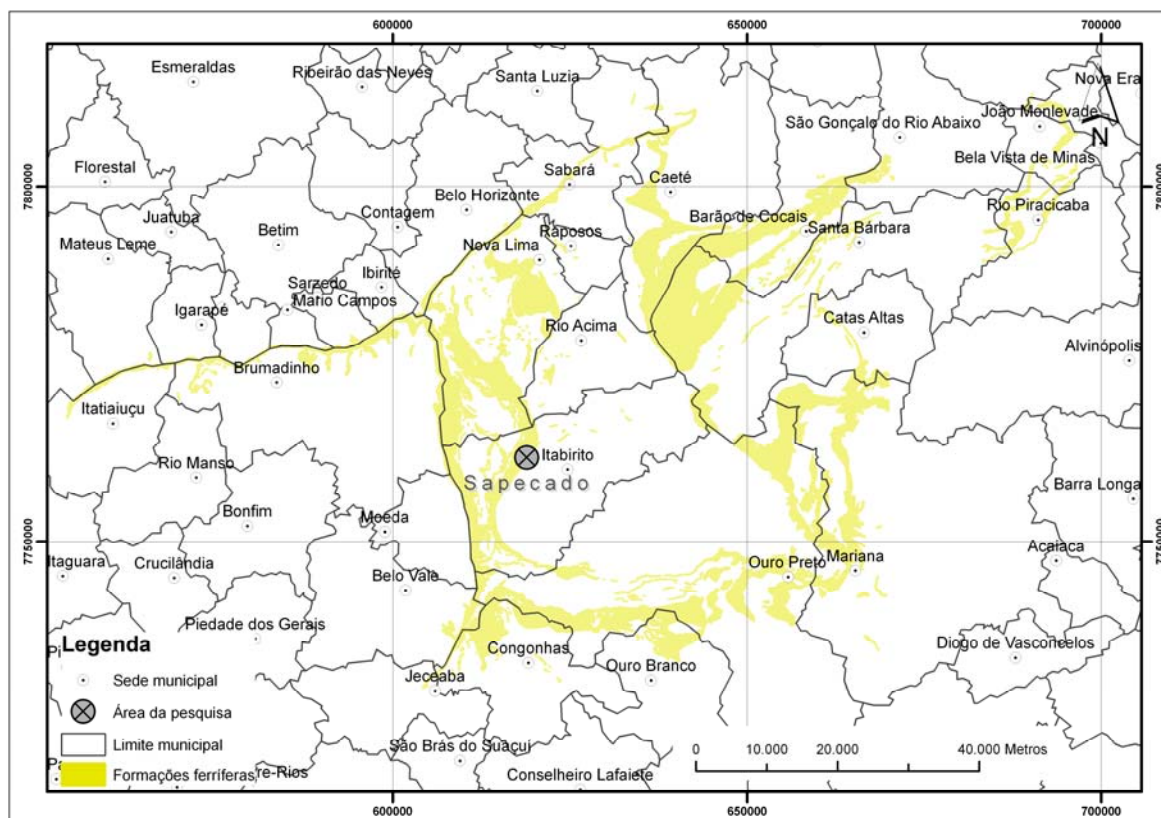 600000
650000
700000
Esmeraldas
Ribeirão das Neves
Santa Luzia
Nova Era
João Monlevade
São Gonçalo do Rio Abaixo
N
Bela Vista de Minas
Florestal
Sabará
Caeté
7800000
7800000
Belo Horizonte
Rio Piracicaba
Juatuba
Contagem
Barão de Cocais
Mateus Leme
Betim
Nova Lima
Raposos
Santa Bárbara
Ibirité
Sarzedo
Mario Campos
Igarapé
Rio Acima
Catas Altas
Alvinópolis
Brumadinho
Itatiaiuçu
Rio Manso
Itabirito
Sapecado
Barra Longa
Bonfim
Moeda
7750000
7750000
Itaguara
Crucilândia
Belo Vale
Ouro Preto
Mariana
Acaiaca
Piedade dos Gerais
Diogo de Vasconcelos
Legenda
Congonhas
Ouro Branco
Pi
Sede municipal
Jeceaba
Área da pesquisa
Limite municipal
São Brás do Suaçuí
0
10.000
20.000
40.000 Metros
Pa
Formações ferríferas
re-Rios
Conselheiro Lafaiete
600000
650000
700000